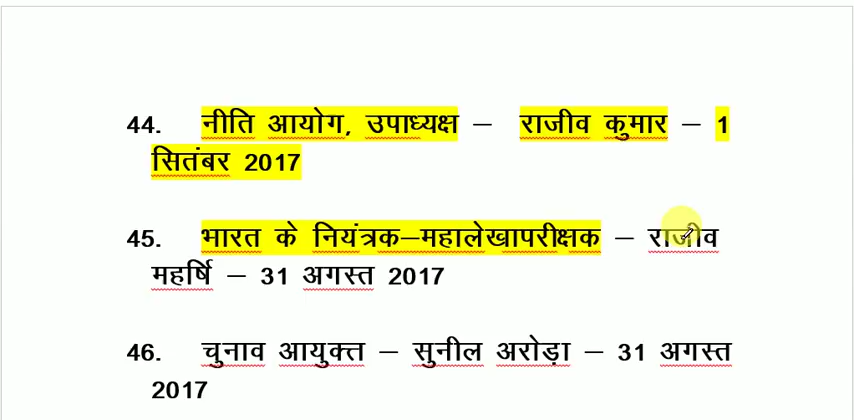 44. नीति आयोग, उपाध्यक्ष – राजीव कुमार – 1
सितंबर 2017
45. भारत के नियंत्रक–महालेखापरीक्षक – राजीव
महर्षि – 31 अगस्त 2017
46. चुनाव आयुक्त – सुनील अरोड़ा – 31 अगस्त
2017